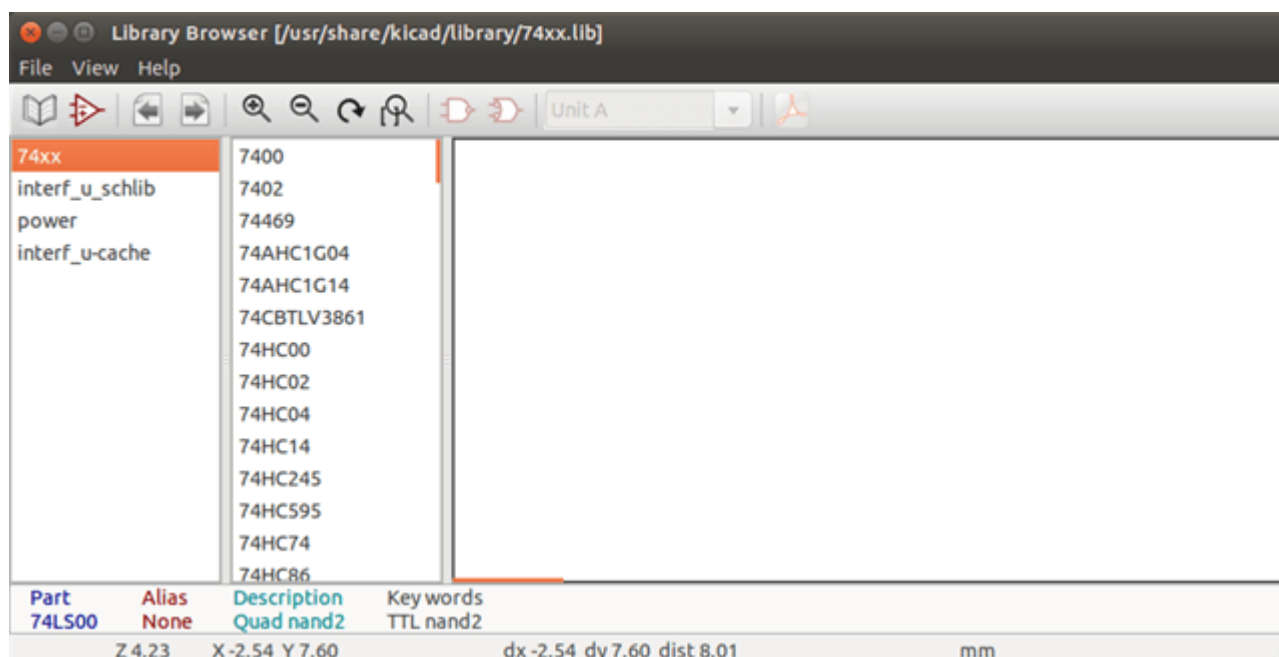 Library Browser [/usr/share/kicad/library/74xx.lib]
File View Help
Unit A
74xx
interf_u_schlib
power
interf_u-cache
7400
7402
74469
74AHC1G04
74AHC1G14
74CBTLV3861
74HC00
74HC02
74HC04
74HC14
74HC245
74HC595
74HC74
74HC86
Part Alias Description Key words
74LS00 None Quad nand2 TTL nand2
Z 4.23 X -2.54 Y 7.60 dx -2.54 dy 7.60 dist 8.01 mm